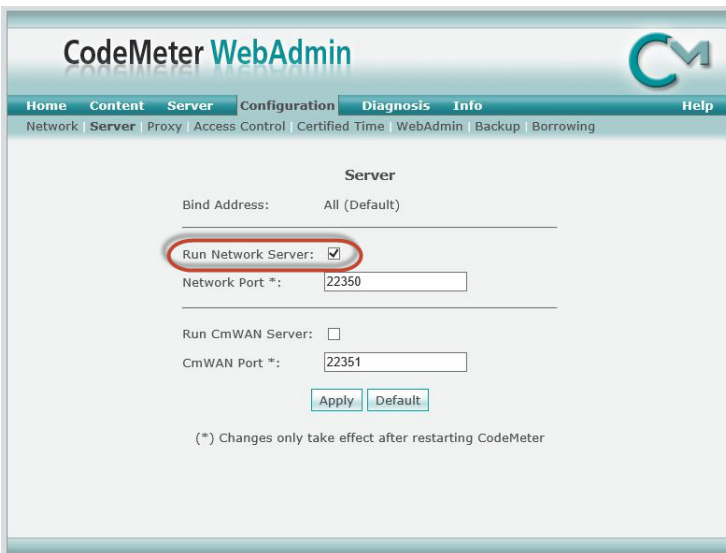 CodeMeter WebAdmin
CM
Home Content Server Configuration Diagnosis Info Help
Network | Server | Proxy | Access Control | Certified Time | WebAdmin | Backup | Borrowing
Server
Bind Address: All (Default)
Run Network Server:
Network Port *: 22350
Run CmWAN Server:
CmWAN Port *: 22351
Apply Default
(*) Changes only take effect after restarting CodeMeter